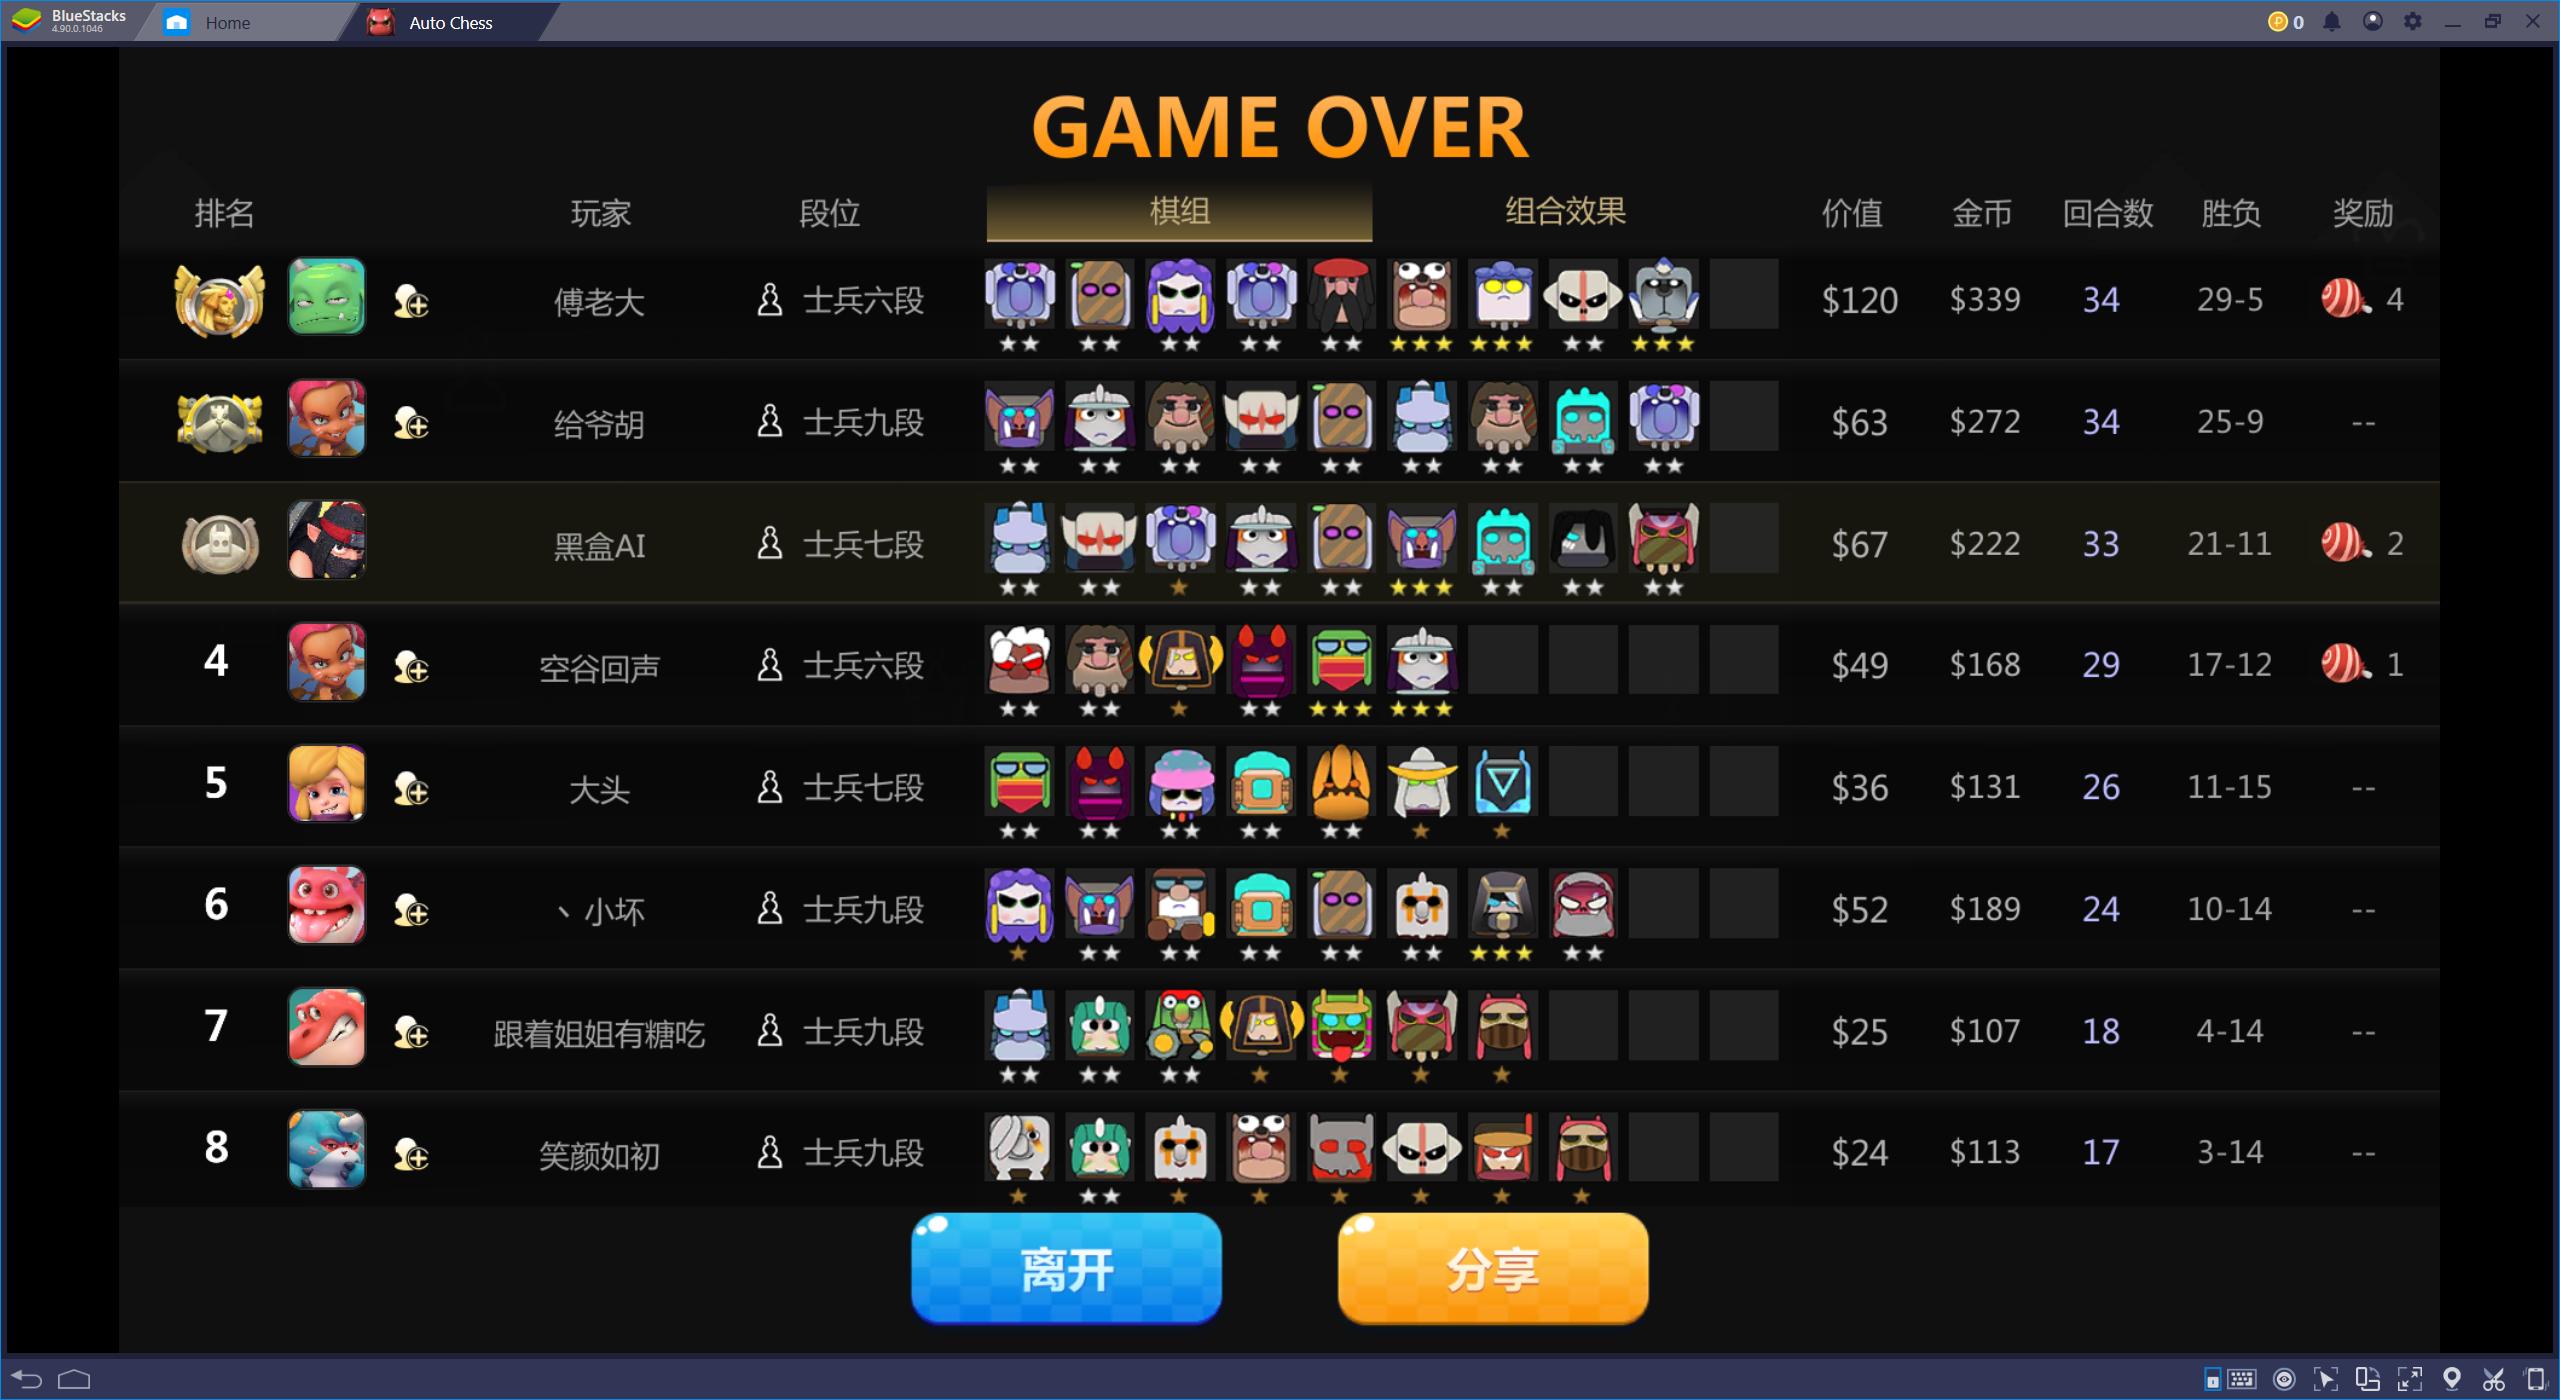 BlueStacks
4.90.0.1046
Home
Auto Chess
0
GAME OVER
排名 玩家 段位 棋组 组合效果 价值 金币 回合数 胜负 奖励
傅老大 士兵六段 $120 $339 34 29-5 4
给爷胡 士兵九段 $63 $272 34 25-9 --
黑盒AI 士兵七段 $67 $222 33 21-11 2
4 空谷回声 士兵六段 $49 $168 29 17-12 1
5 大头 士兵七段 $36 $131 26 11-15 --
6 丶小坏 士兵九段 $52 $189 24 10-14 --
7 跟着姐姐有糖吃 士兵九段 $25 $107 18 4-14 --
8 笑颜如初 士兵九段 $24 $113 17 3-14 --
离开 分享